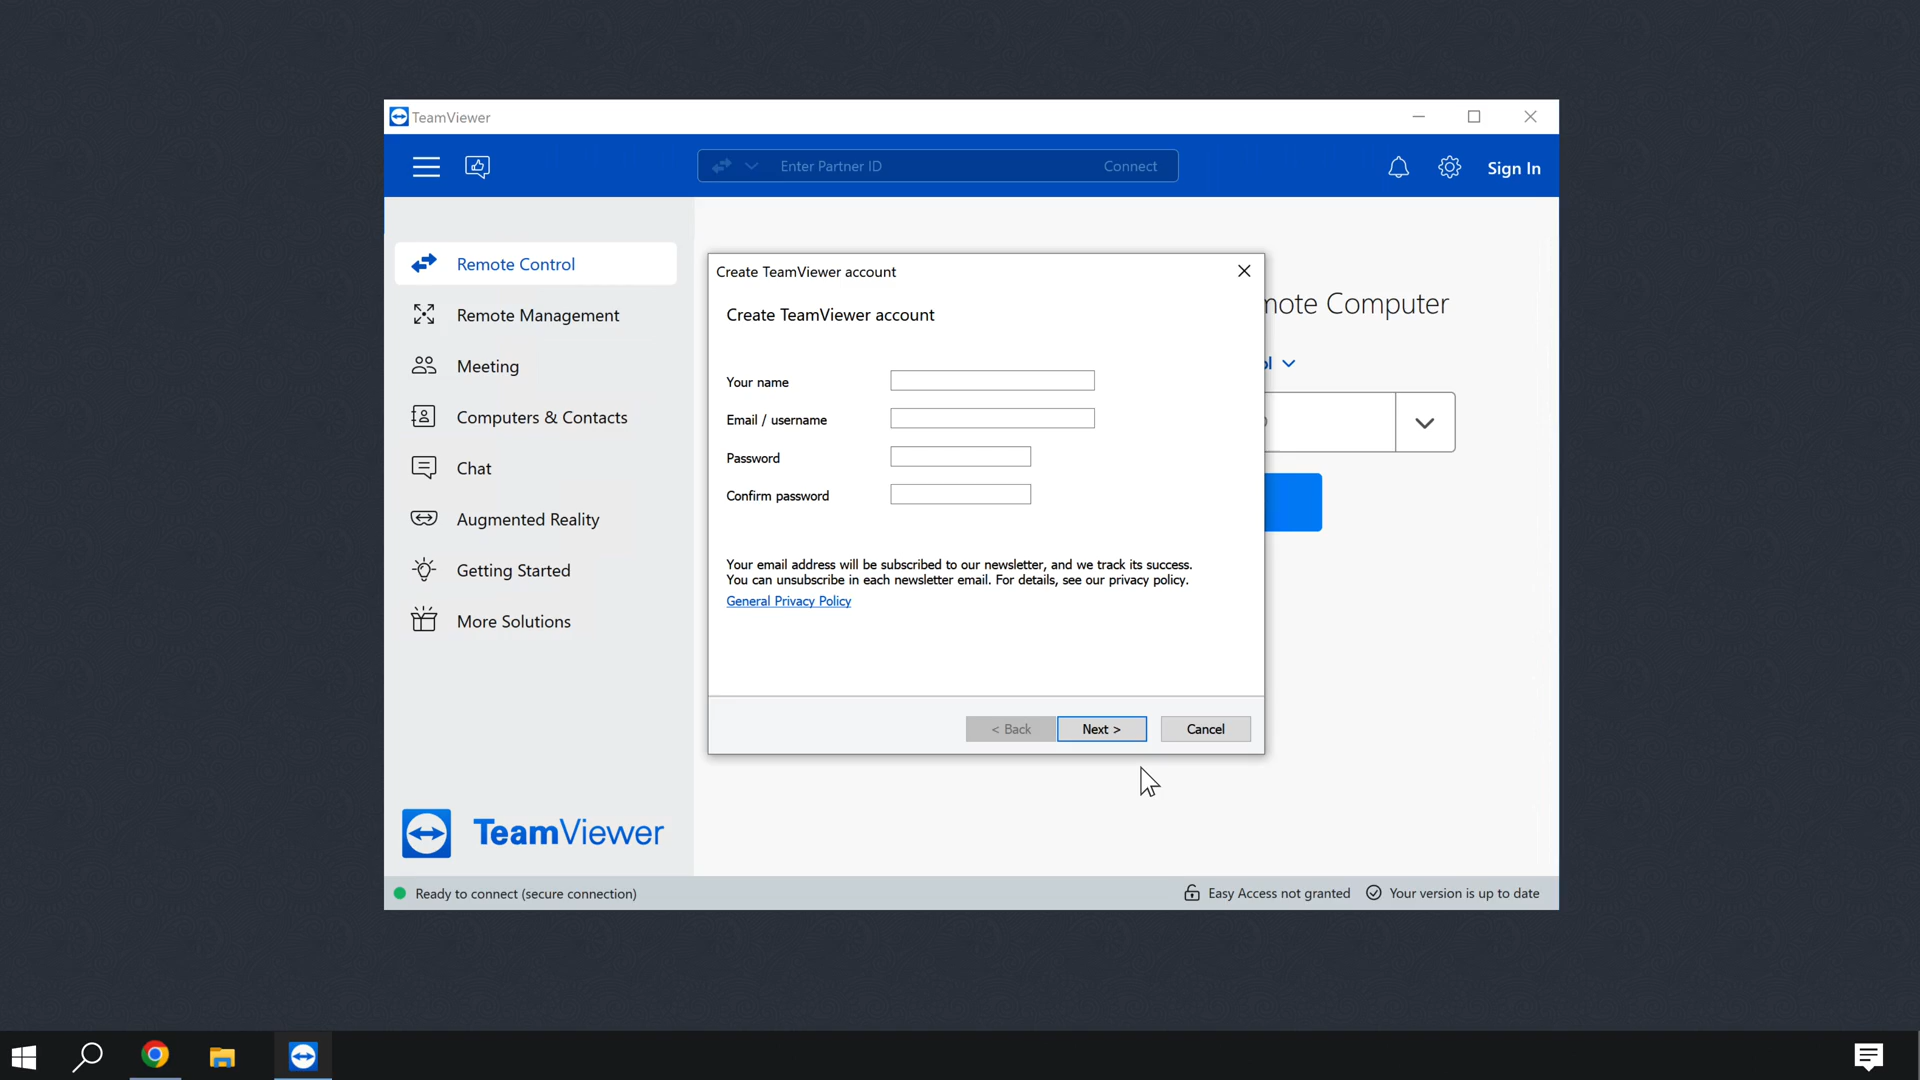 TeamViewer
Enter Partner ID
Connect
Sign In
Remote Control
Remote Management
Meeting
Computers & Contacts
Chat
Augmented Reality
Getting Started
More Solutions
TeamViewer
Create TeamViewer account
Create TeamViewer account
Your name
Email / username
Password
Confirm password
Your email address will be subscribed to our newsletter, and we track its success.
You can unsubscribe in each newsletter email. For details, see our privacy policy.
General Privacy Policy
< Back
Next >
Cancel
Computer
Ready to connect (secure connection)
Easy Access not granted
Your version is up to date